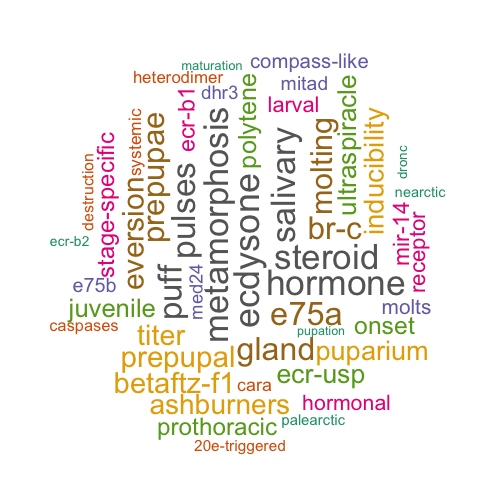 maturation
compass-like
heterodimer
dhr3
mitad
ecr-b1
larval
polytene
ultraspiracle
systemic
stage-specific
destruction
prepupae
eversion
pulses
metamorphosis
salivary
molting
inducibility
dronc
nearctic
mir-14
receptor
br-c
ecr-b2
e75b
puff
med24
ecdysone
steroid
hormone
juvenile
caspases
e75a
molts
onset
pupation
titer
prepupal
gland
puparium
betaftz-f1
cara
ecr-usp
ashburners
hormonal
prothoracic
palearctic
20e-triggered